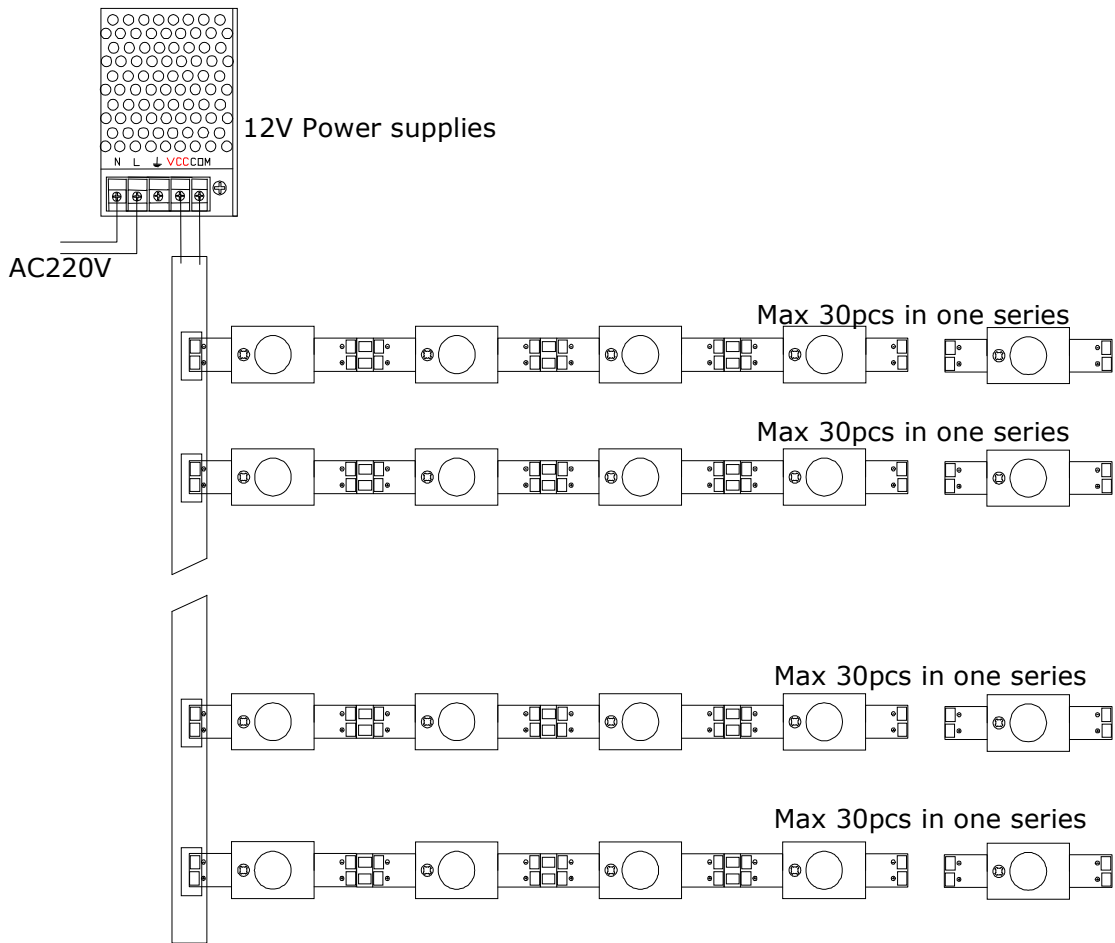 12V Power supplies
N L ⏚ VCC COM
AC220V
Max 30pcs in one series
Max 30pcs in one series
Max 30pcs in one series
Max 30pcs in one series